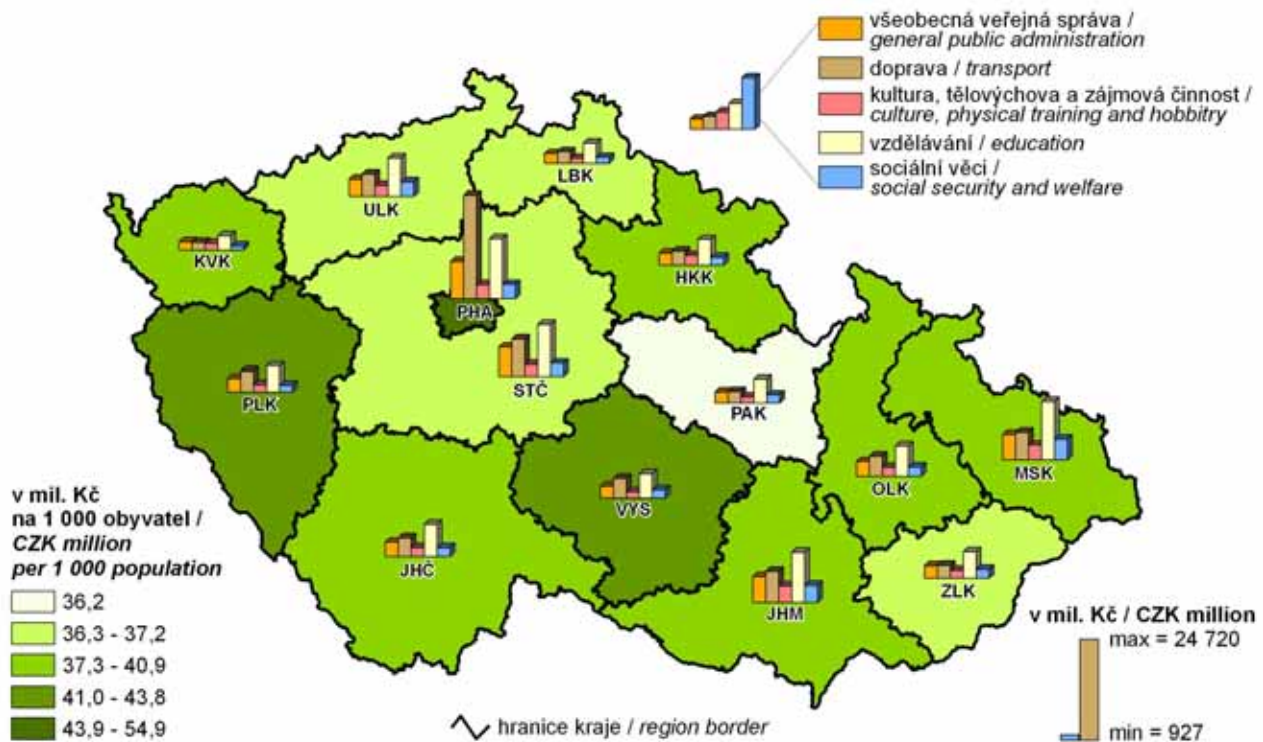 všeobecná veřejná správa /
general public administration
doprava / transport
kultura, tělovýchova a zájmová činnost /
culture, physical training and hobbitry
vzdělávání / education
sociální věci /
social security and welfare
LBK
ULK
KVK
HKK
PHA
STČ
PLK
PAK
MSK
OLK
VYS
JHČ
ZLK
JHM
v mil. Kč
na 1 000 obyvatel /
CZK million
per 1 000 population
36,2
36,3 - 37,2
37,3 - 40,9
41,0 - 43,8
43,9 - 54,9
hranice kraje / region border
v mil. Kč / CZK million
max = 24 720
min = 927